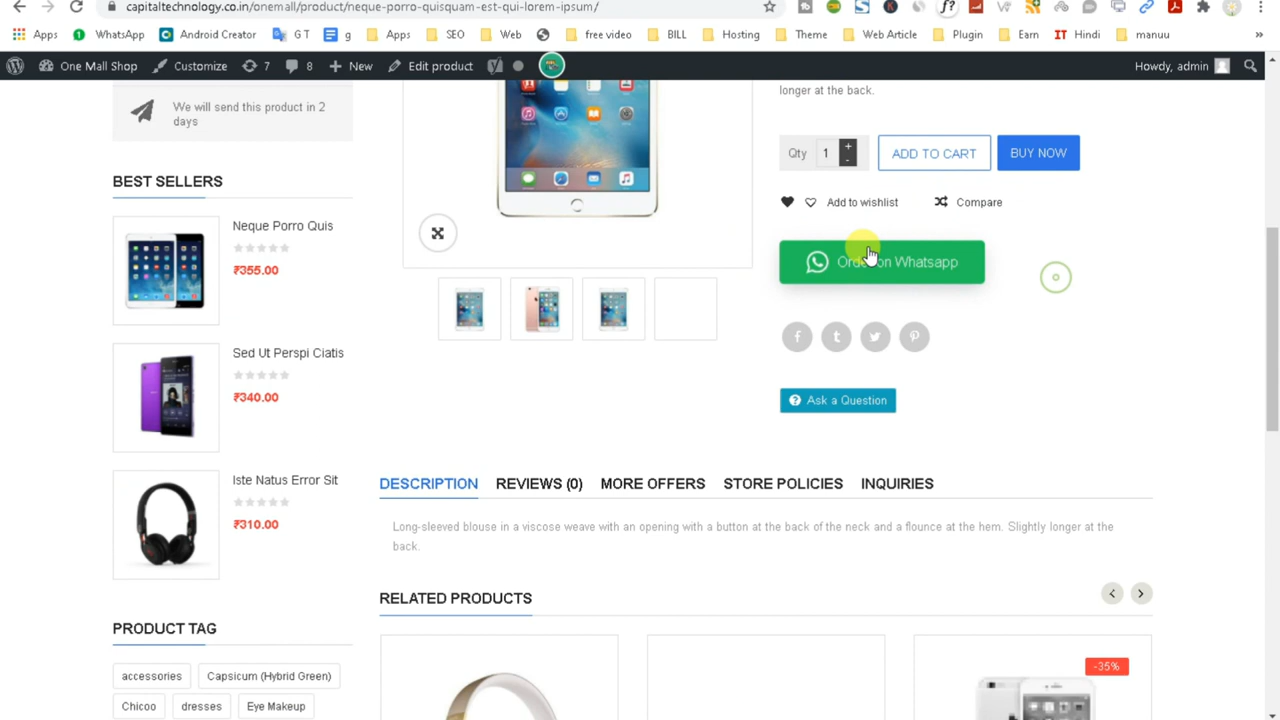 capitaltechnology.co.in/onemall/product/neque-porro-quisquam-est-qui-lorem-ipsum/
Apps WhatsApp Android Creator G T g Apps SEO Web free video BILL Hosting Theme Web Article Plugin Earn IT Hindi manuu »
One Mall Shop Customize 7 8 New Edit product Howdy, admin
We will send this product in 2
days
longer at the back.
Qty 1 + - ADD TO CART BUY NOW
Add to wishlist Compare
Order on Whatsapp
Ask a Question
BEST SELLERS
Neque Porro Quis
₹355.00
Sed Ut Perspi Ciatis
₹340.00
Iste Natus Error Sit
₹310.00
DESCRIPTION REVIEWS (0) MORE OFFERS STORE POLICIES INQUIRIES
Long-sleeved blouse in a viscose weave with an opening with a button at the back of the neck and a flounce at the hem. Slightly longer at the
back.
RELATED PRODUCTS
-35%
PRODUCT TAG
accessories Capsicum (Hybrid Green)
Chicoo dresses Eye Makeup